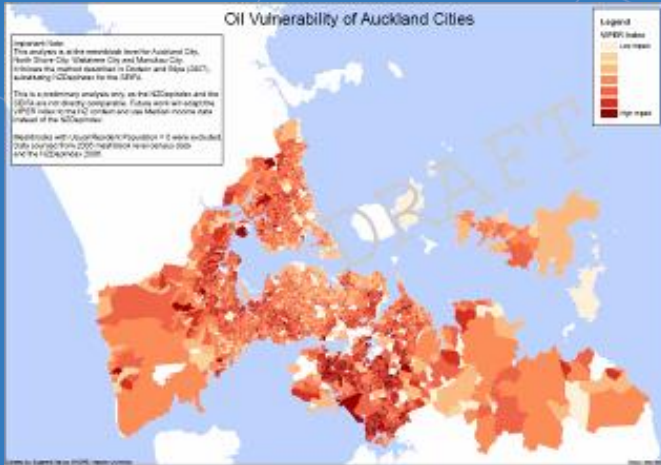 Oil Vulnerability of Auckland Cities
Important Note:
This analysis is at the meshblock level for Auckland City,
North Shore City, Waitakere City and Manukau City.
It follows the method described in Dodson and Sipe (2007),
substituting NZDepIndex for the SEIFA.
This is a preliminary analysis only, as the NZDepIndex and the
SEIFA are not directly comparable. Future work will adapt the
VIPER index to the NZ context and use Median income data
instead of the NZDepIndex.
Meshblocks with Usual Resident Population = 0 were excluded.
Data sourced from 2006 meshblock level census data
and the NZDepIndex 2006.
Legend
VIPER Index
Low impact
High impact
DRAFT